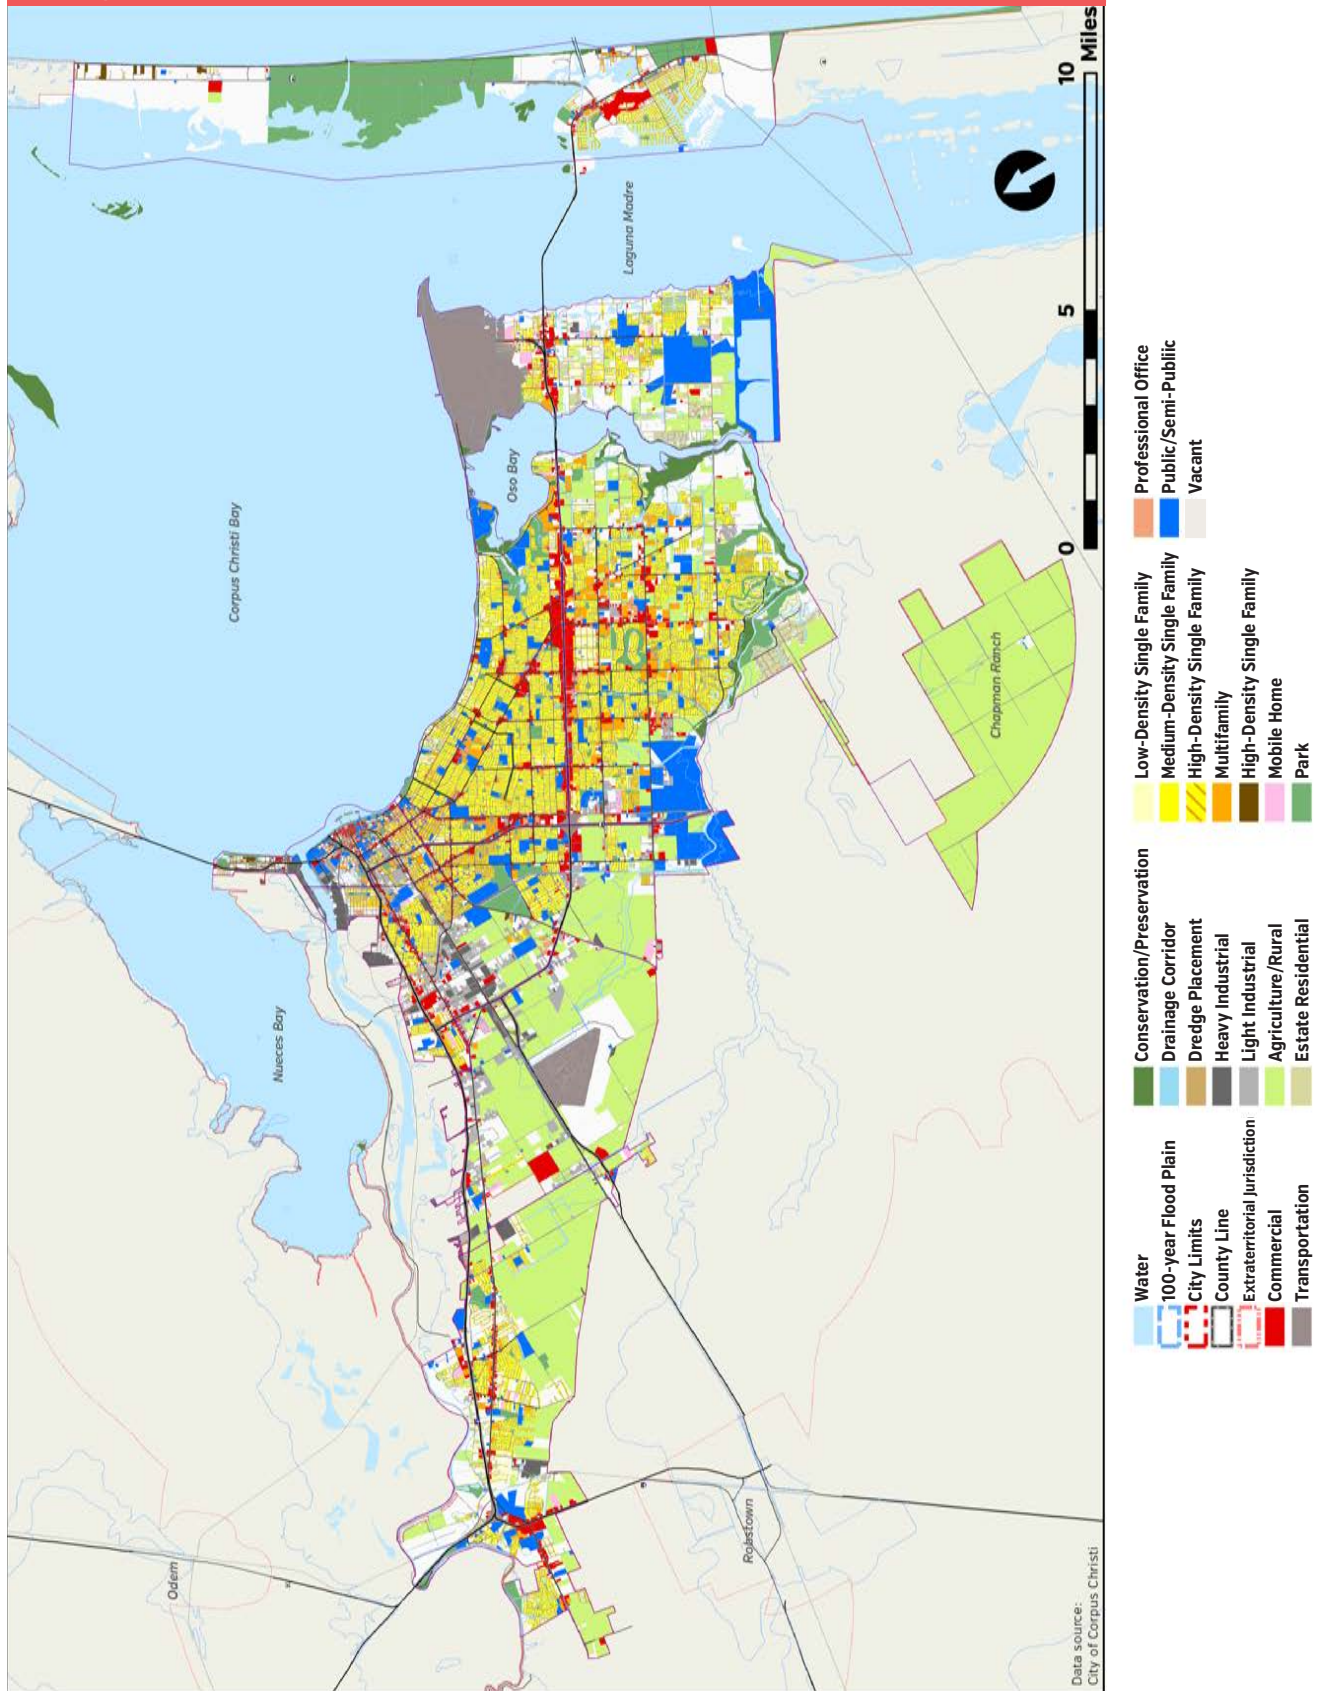 Odem
Nueces Bay
Corpus Christi Bay
Oso Bay
Laguna Madre
Robstown
Chapman Ranch
0
5
10
Miles
Data source:
City of Corpus Christi
Water
100-year Flood Plain
City Limits
County Line
Extraterritorial Jurisdiction
Commercial
Transportation
Conservation/Preservation
Drainage Corridor
Dredge Placement
Heavy Industrial
Light Industrial
Agriculture/Rural
Estate Residential
Low-Density Single Family
Medium-Density Single Family
High-Density Single Family
Multifamily
High-Density Single Family
Mobile Home
Park
Professional Office
Public/Semi-Public
Vacant